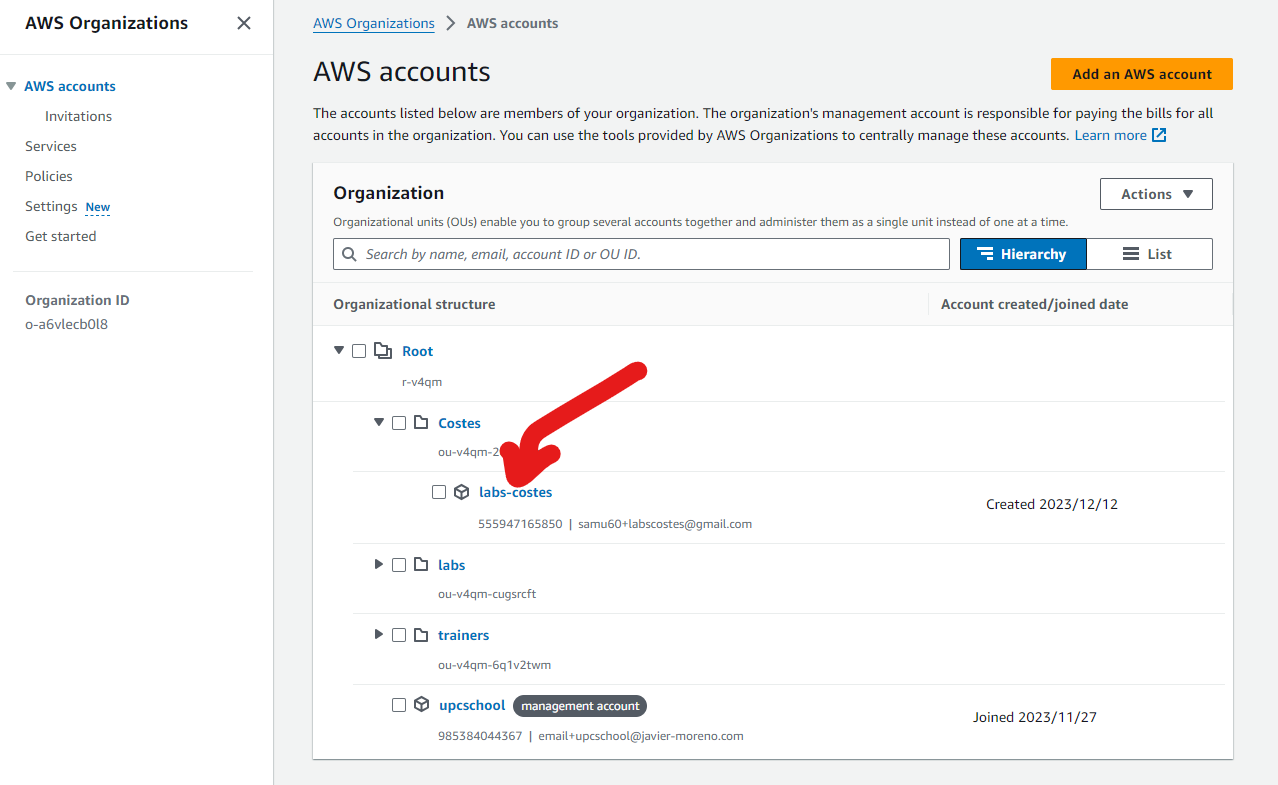 AWS Organizations
AWS accounts
Invitations
Services
Policies
Settings New
Get started
Organization ID
o-a6vlecb0l8
AWS Organizations > AWS accounts
AWS accounts
Add an AWS account
The accounts listed below are members of your organization. The organization's management account is responsible for paying the bills for all
accounts in the organization. You can use the tools provided by AWS Organizations to centrally manage these accounts. Learn more
Organization
Actions
Organizational units (OUs) enable you to group several accounts together and administer them as a single unit instead of one at a time.
Search by name, email, account ID or OU ID.
Hierarchy
List
Organizational structure
Account created/joined date
Root
r-v4qm
Costes
ou-v4qm-2
labs-costes
555947165850 | samu60+labscostes@gmail.com
Created 2023/12/12
labs
ou-v4qm-cugsrcft
trainers
ou-v4qm-6q1v2twm
upcschool management account
985384044367 | email+upcschool@javier-moreno.com
Joined 2023/11/27